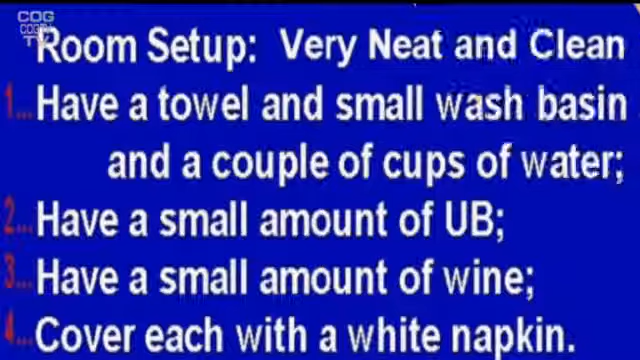 COG
COGTV
TV
Room Setup: Very Neat and Clean
1...Have a towel and small wash basin
and a couple of cups of water;
2...Have a small amount of UB;
3...Have a small amount of wine;
4...Cover each with a white napkin.